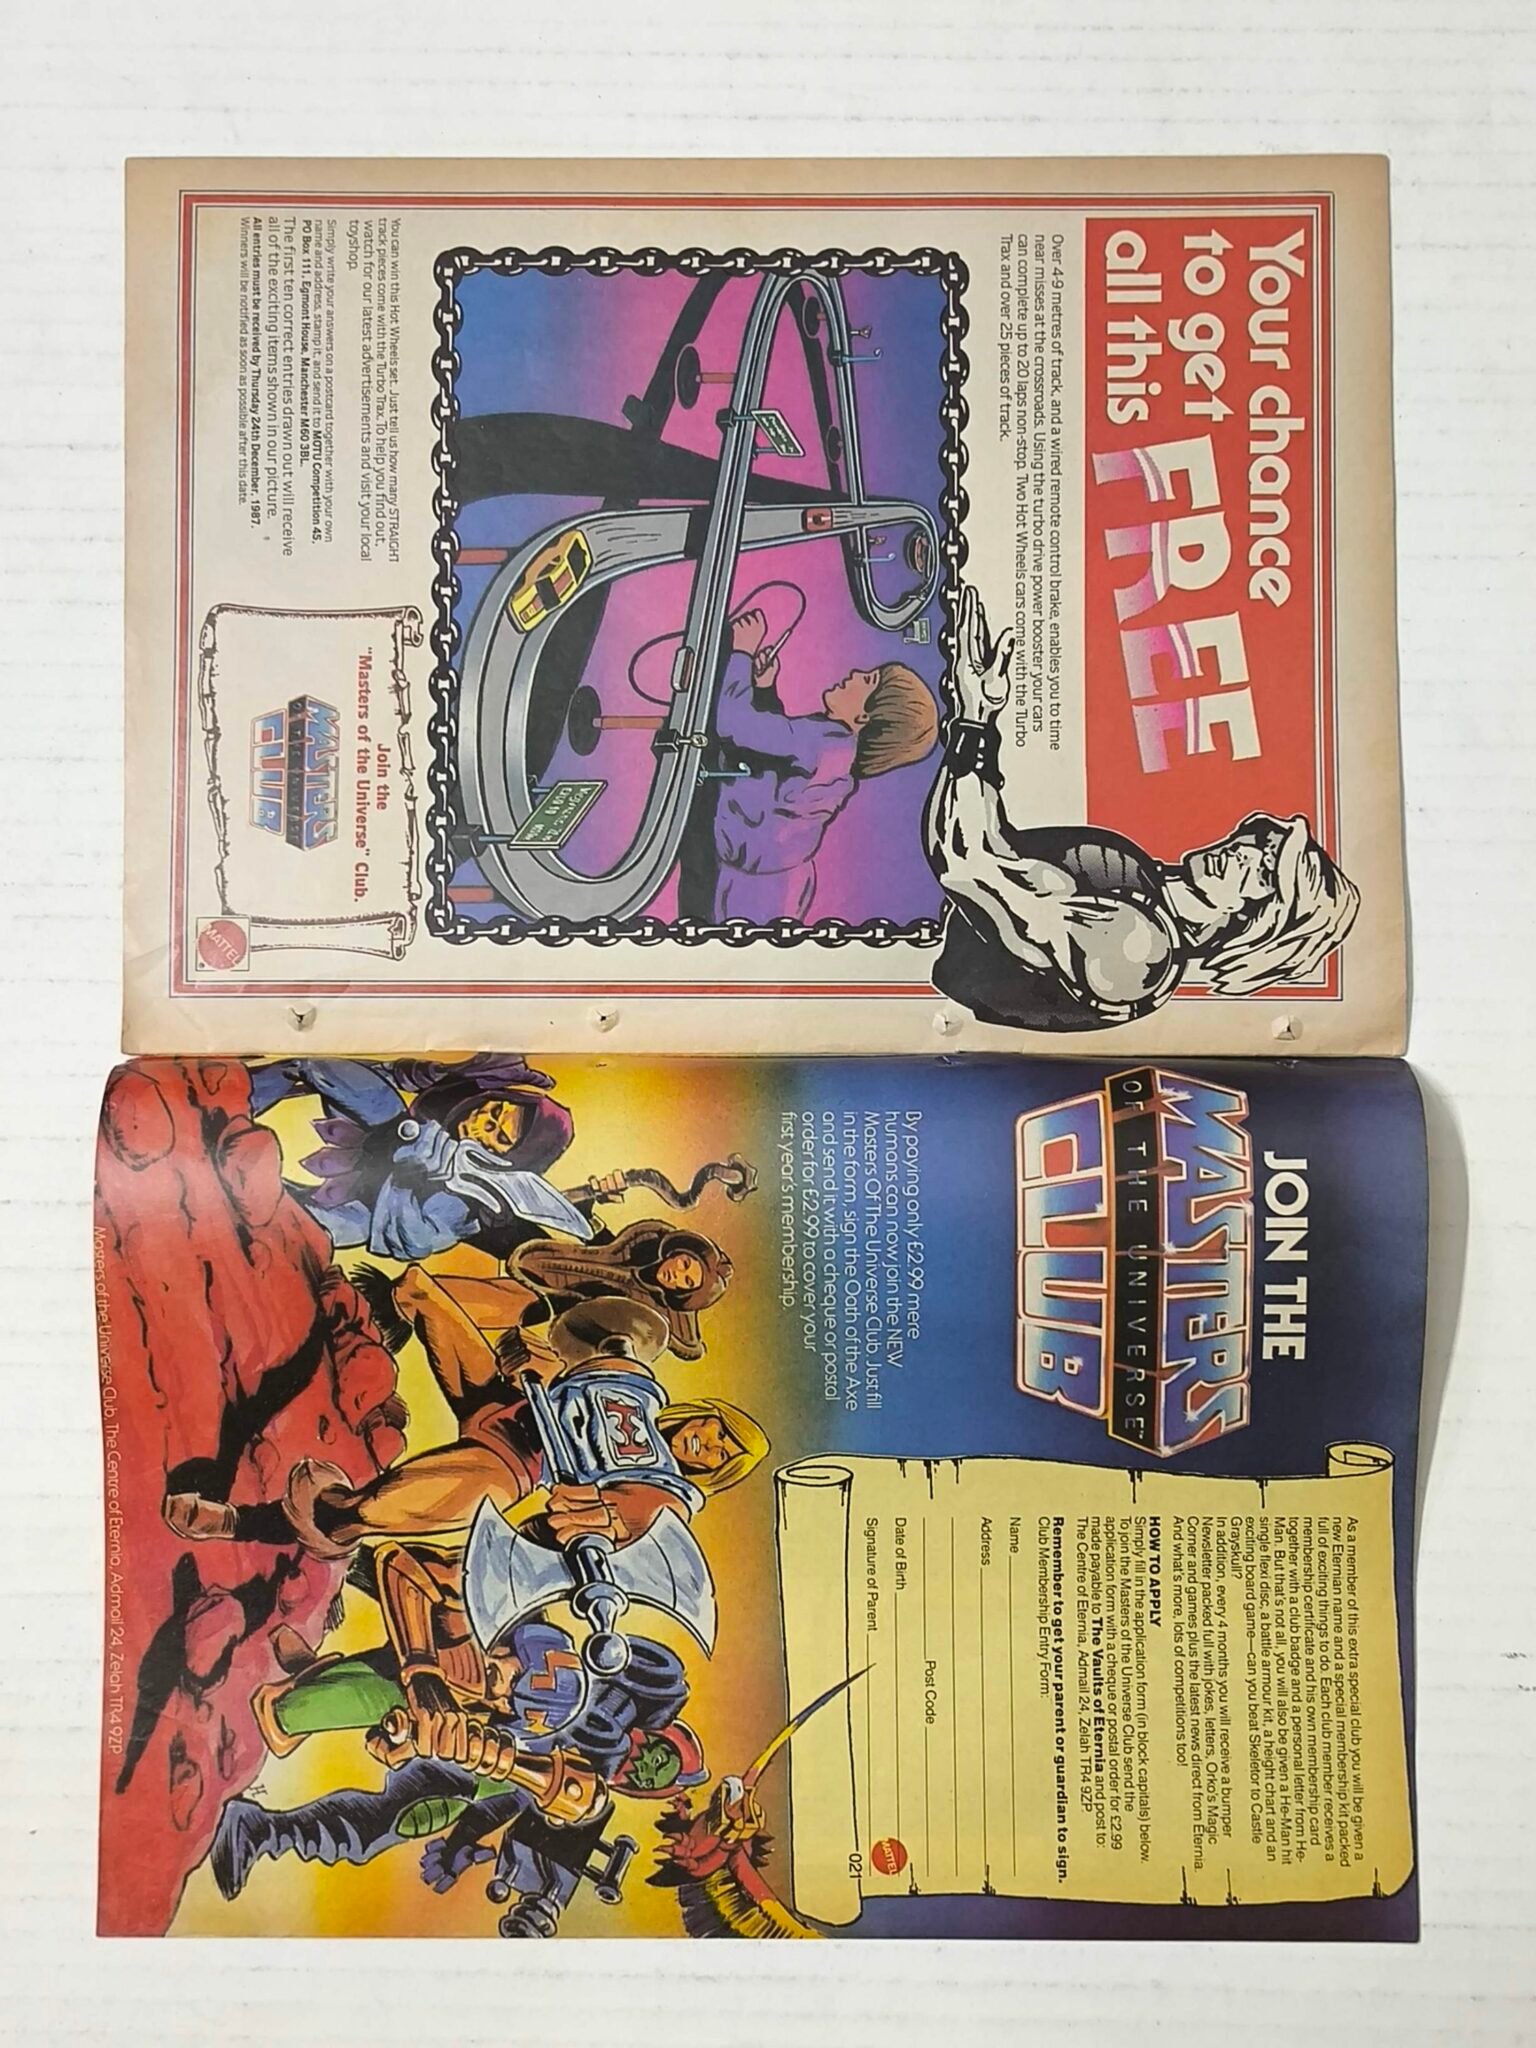 Your chance
to get
all this
FREE
Over 4·9 metres of track, and a wired remote control brake, enables you to time
near misses at the crossroads. Using the turbo drive power booster your cars
can complete up to 20 laps non-stop. Two Hot Wheels cars come with the Turbo
Trax and over 25 pieces of track.
You can win this Hot Wheels set. Just tell us how many STRAIGHT
track pieces come with the Turbo Trax. To help you find out,
watch for our latest advertisements and visit your local
toyshop.
Simply write your answers on a postcard together with your own
name and address, stamp it, and send it to MOTU Competition 45,
PO Box 111, Egmont House, Manchester M60 3BL.
The first ten correct entries drawn out will receive
all of the exciting items shown in our picture.
All entries must be received by Thursday 24th December, 1987.
Winners will be notified as soon as possible after this date.
Join the
"Masters of the Universe" Club.
MASTERS
OF THE UNIVERSE
CLUB
MATTEL
®
JOIN THE
MASTERS
OF THE UNIVERSE™
CLUB
By paying only £2.99 mere
humans can now join the NEW
Masters Of The Universe Club. Just fill
in the form, sign the Oath of the Axe
and send it with a cheque or postal
order for £2.99 to cover your
first year's membership.
As a member of this extra special club you will be given a
new Eternian name and a special membership kit packed
full of exciting things to do. Each club member receives a
membership certificate and his own membership card
together with a club badge and a personal letter from He-
Man. But that's not all, you will also be given a He-Man hit
single flexi disc, a battle armour kit, a height chart and an
exciting board game—can you beat Skeletor to Castle
Grayskull?
In addition, every 4 months you will receive a bumper
Newsletter packed full with jokes, letters, Orko's Magic
Corner and games plus the latest news direct from Eternia.
And what's more, lots of competitions too!
HOW TO APPLY
Simply fill in the application form (in block capitals) below.
To join the Masters of the Universe Club send the
application form with a cheque or postal order for £2.99
made payable to The Vaults of Eternia and post to:
The Centre of Eternia, Admail 24, Zelah TR4 9ZP
Remember to get your parent or guardian to sign.
Club Membership Entry Form:
Name
Address
Post Code
Date of Birth
Signature of Parent
MATTEL
021
H
Masters of the Universe Club, The Centre of Eternia, Admail 24, Zelah TR4 9ZP.